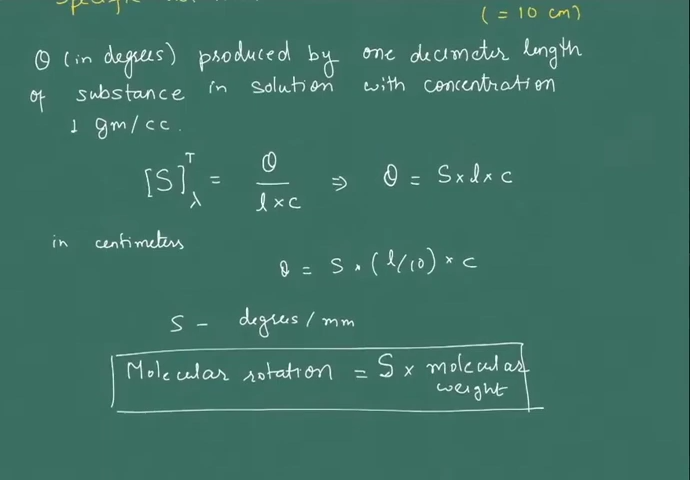 Specific
(= 10 cm)
θ (in degrees) produced by one decimeter length
of substance in solution with concentration
1 gm/cc.
[S]ᵀ_λ = θ / l × c ⇒ θ = S × l × c
in centimeters
θ = S × (l/10) × c
S – degrees / mm
Molecular rotation = S × molecular
weight